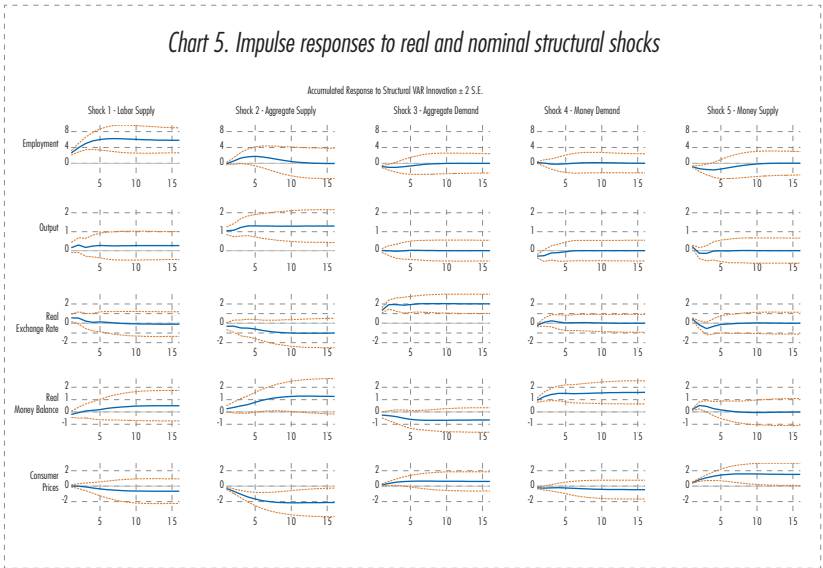 Chart 5. Impulse responses to real and nominal structural shocks
Accumulated Response to Structural VAR Innovation ± 2 S.E.
Shock 1 - Labor Supply Shock 2 - Aggregate Supply Shock 3 - Aggregate Demand Shock 4 - Money Demand Shock 5 - Money Supply
Employment
8 8 8 8 8
4 4 4 4 4
0 0 0 0 0
5 10 15 5 10 15 5 10 15 5 10 15 5 10 15
Output
2 2 2 2 2
1 1 1 1 1
0 0 0 0 0
5 10 15 5 10 15 5 10 15 5 10 15 5 10 15
Real
Exchange Rate
2 2 2 2 2
0 0 0 0 0
-2 -2 -2 -2 -2
5 10 15 5 10 15 5 10 15 5 10 15 5 10 15
Real
Money Balance
2 2 2 2 2
1 1 1 1 1
0 0 0 0 0
-1 -1 -1 -1 -1
5 10 15 5 10 15 5 10 15 5 10 15 5 10 15
Consumer
Prices
2 2 2 2 2
0 0 0 0 0
-2 -2 -2 -2 -2
5 10 15 5 10 15 5 10 15 5 10 15 5 10 15